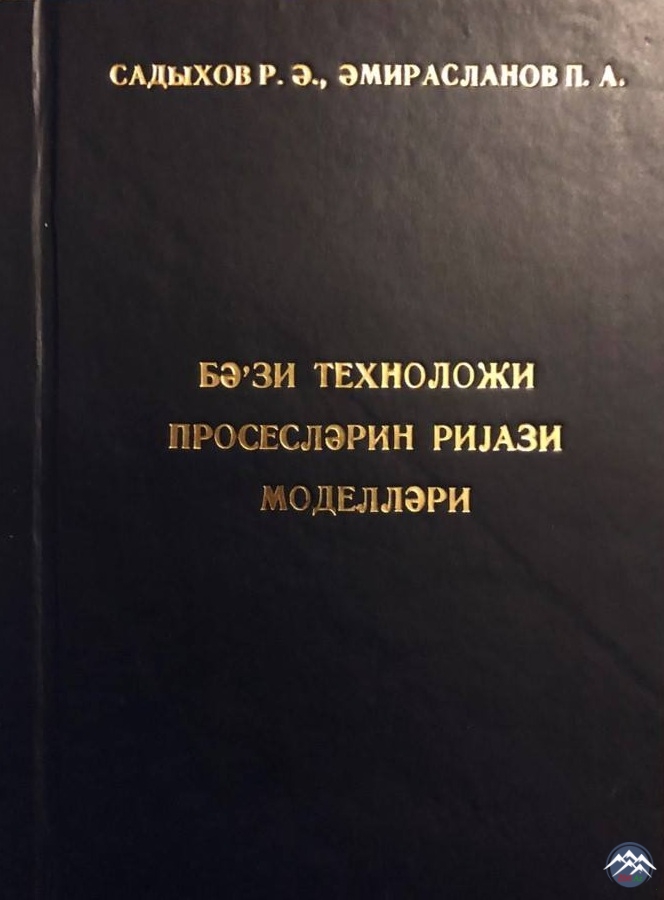 САДЫХОВ Р. Ә., ӘМИРАСЛАНОВ П. А.
БӘ’ЗИ ТЕХНОЛОЖИ
ПРОСЕСЛӘРИН РИЈАЗИ
МОДЕЛЛӘРИ